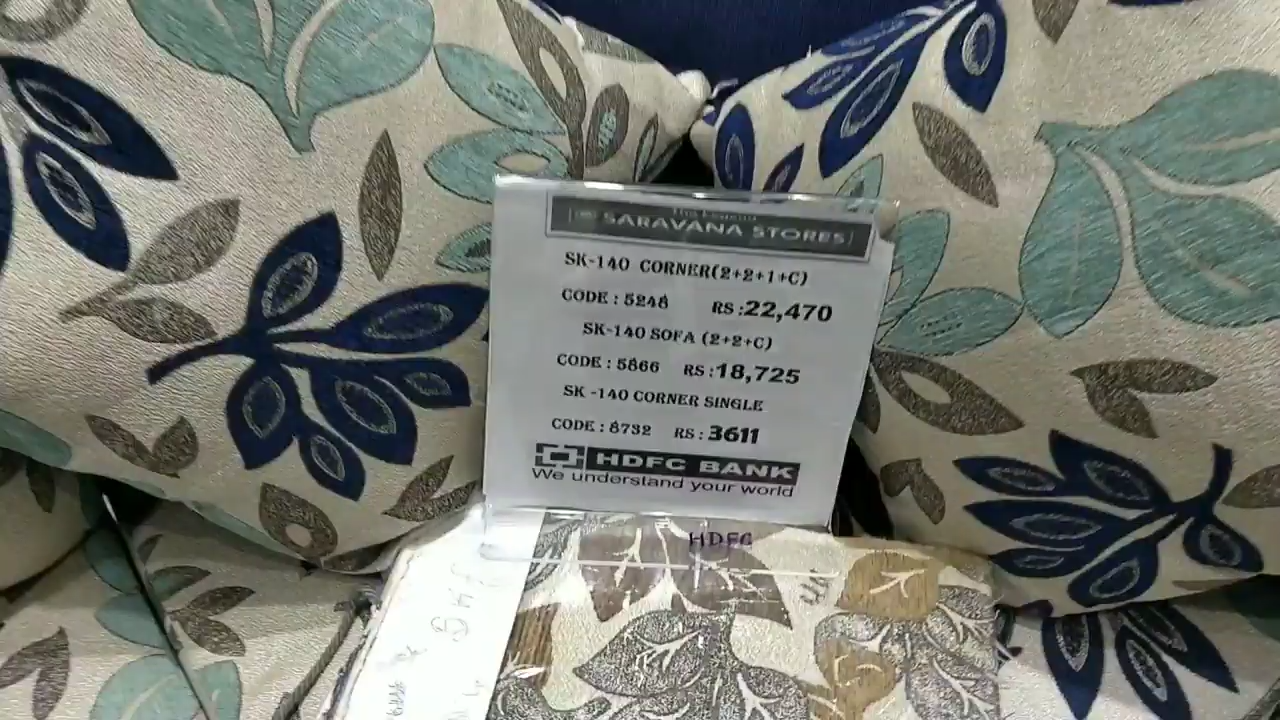 The Legend
SARAVANA STORES
SK-140 CORNER(2+2+1+C)
CODE : 5248 RS :22,470
SK-140 SOFA (2+2+C)
CODE : 5866 RS :18,725
SK -140 CORNER SINGLE
CODE : 8732 RS : 3611
HDFC BANK
We understand your world
HDFC